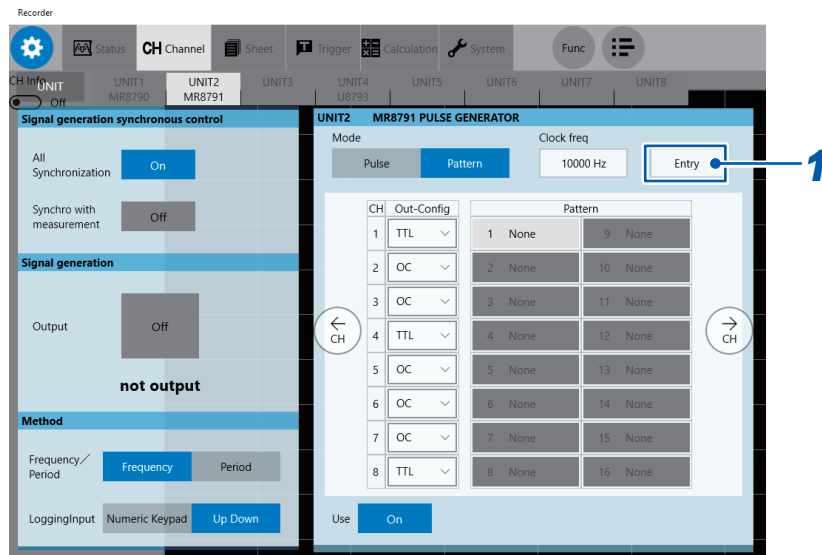 Recorder
Status CH Channel Sheet Trigger Calculation System Func
CH Info UNIT UNIT1 UNIT2 UNIT3 UNIT4 UNIT5 UNIT6 UNIT7 UNIT8
Off MR8790 MR8791 U8793
Signal generation synchronous control
All
Synchronization On
Synchro with
measurement Off
Signal generation
Output Off
not output
Method
Frequency/
Period Frequency Period
LoggingInput Numeric Keypad Up Down
UNIT2 MR8791 PULSE GENERATOR
Mode Clock freq
Pulse Pattern 10000 Hz Entry 1
CH Out-Config Pattern
1 TTL 1 None 9 None
2 OC 2 None 10 None
3 OC 3 None 11 None
4 TTL 4 None 12 None
5 OC 5 None 13 None
6 OC 6 None 14 None
7 OC 7 None 15 None
8 TTL 8 None 16 None
← CH
→ CH
Use On